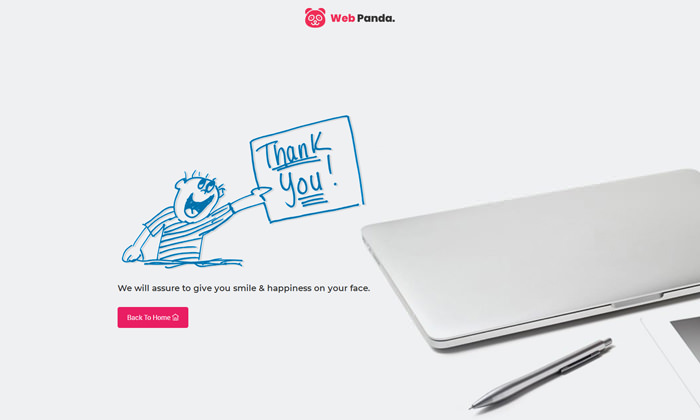 Web Panda.
Thank
You!
We will assure to give you smile & happiness on your face.
Back To Home